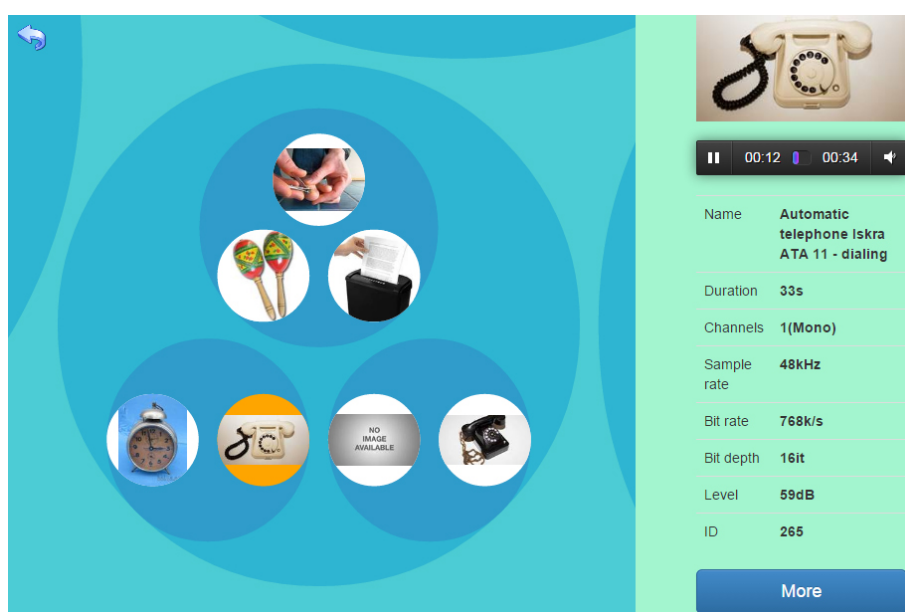 NO
IMAGE
AVAILABLE
00:12 00:34
Name Automatic
telephone Iskra
ATA 11 - dialing
Duration 33s
Channels 1(Mono)
Sample 48kHz
rate
Bit rate 768k/s
Bit depth 16it
Level 59dB
ID 265
More